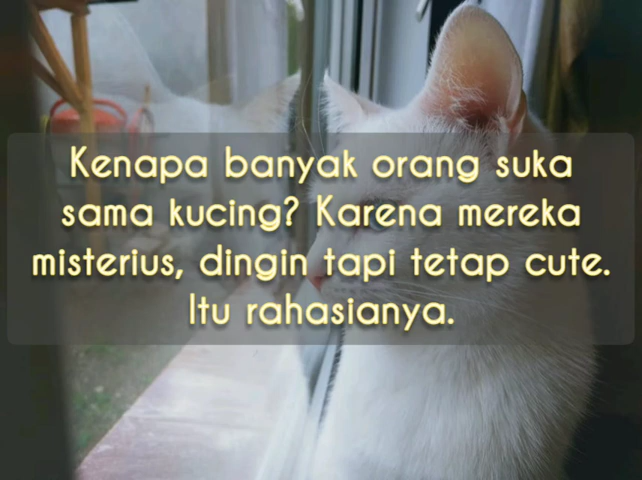 Kenapa banyak orang suka
sama kucing? Karena mereka
misterius, dingin tapi tetap cute.
Itu rahasianya.